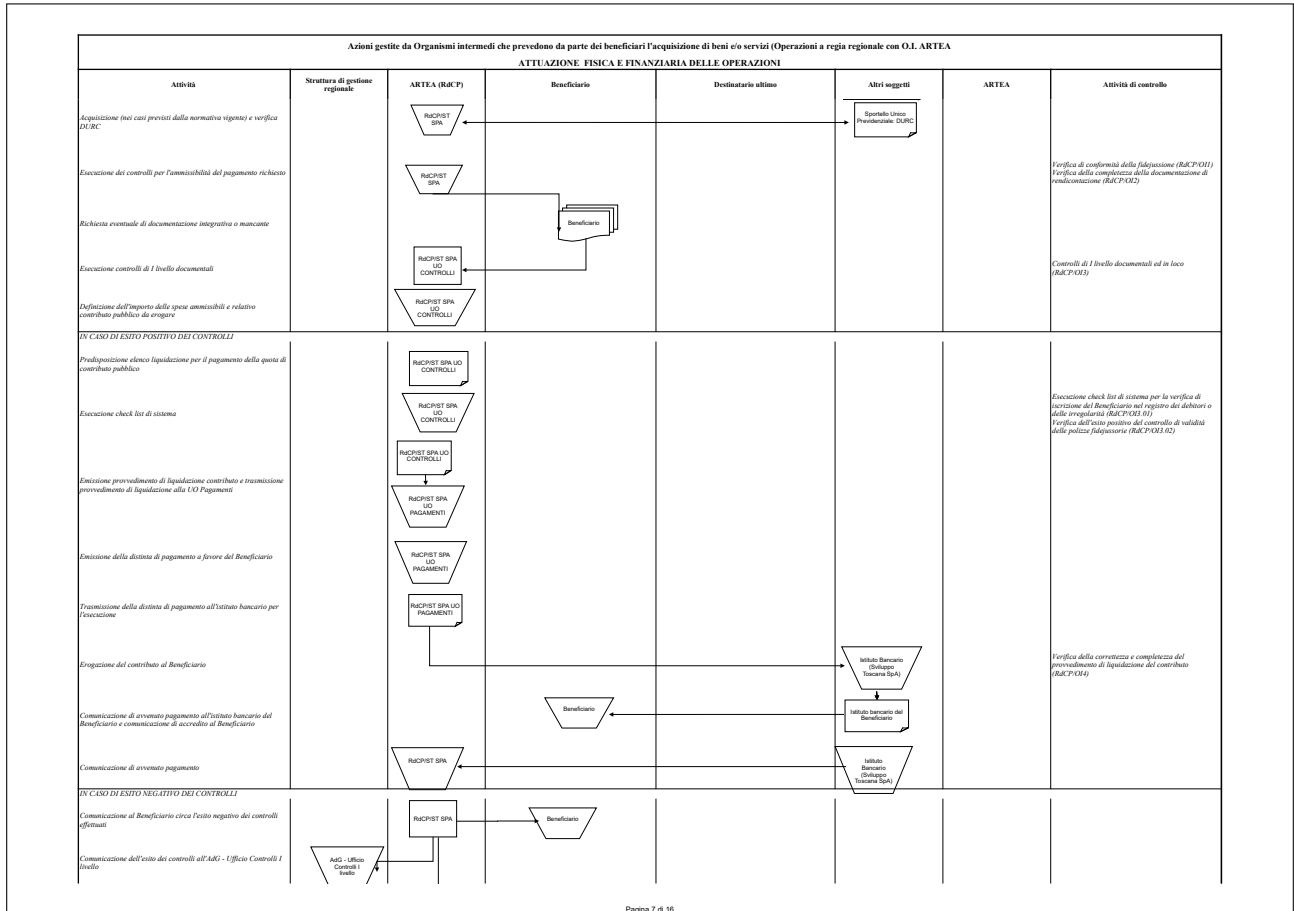 Azioni gestite da Organismi intermedi che prevedono da parte dei beneficiari l'acquisizione di beni e/o servizi (Operazioni a regia regionale con O.I. ARTEA
ATTUAZIONE FISICA E FINANZIARIA DELLE OPERAZIONI
Attività
Struttura di gestione
regionale
ARTEA (RdCP)
Beneficiario
Destinatario ultimo
Altri soggetti
ARTEA
Attività di controllo
Acquisizione (nei casi previsti dalla normativa vigente) e verifica
DURC
RdCP/ST
SPA
Sportello Unico
Previdenziale: DURC
Esecuzione dei controlli per l'ammissibilità del pagamento richiesto
RdCP/ST
SPA
Verifica di conformità della fidejussione (RdCP/OI1)
Verifica della completezza della documentazione di
rendicontazione (RdCP/OI2)
Richiesta eventuale di documentazione integrativa o mancante
Beneficiario
Esecuzione controlli di I livello documentali
RdCP/ST SPA
UO
CONTROLLI
Controlli di I livello documentali ed in loco
(RdCP/OI3)
Definizione dell'importo delle spese ammissibili e relativo
contributo pubblico da erogare
RdCP/ST SPA
UO
CONTROLLI
IN CASO DI ESITO POSITIVO DEI CONTROLLI
Predisposizione elenco liquidazione per il pagamento della quota di
contributo pubblico
RdCP/ST SPA UO
CONTROLLI
Esecuzione check list di sistema
RdCP/ST SPA
UO
CONTROLLI
Esecuzione check list di sistema per la verifica di
iscrizione del Beneficiario nel registro dei debitori o
delle irregolarità (RdCP/OI3.01)
Verifica dell'esito positivo del controllo di validità
delle polizze fidejussorie (RdCP/OI3.02)
RdCP/ST SPA UO
CONTROLLI
Emissione provvedimento di liquidazione contributo e trasmissione
provvedimento di liquidazione alla UO Pagamenti
RdCP/ST SPA
UO
PAGAMENTI
Emissione della distinta di pagamento a favore del Beneficiario
RdCP/ST SPA
UO
PAGAMENTI
Trasmissione della distinta di pagamento all'istituto bancario per
l'esecuzione
RdCP/ST SPA UO
PAGAMENTI
Erogazione del contributo al Beneficiario
Istituto Bancario
(Sviluppo
Toscana SpA)
Verifica della correttezza e completezza del
provvedimento di liquidazione del contributo
(RdCP/OI4)
Comunicazione di avvenuto pagamento all'istituto bancario del
Beneficiario e comunicazione di accredito al Beneficiario
Beneficiario
Istituto bancario del
Beneficiario
Comunicazione di avvenuto pagamento
RdCP/ST SPA
Istituto
Bancario
(Sviluppo
Toscana SpA)
IN CASO DI ESITO NEGATIVO DEI CONTROLLI
Comunicazione al Beneficiario circa l'esito negativo dei controlli
effettuati
RdCP/ST SPA
Beneficiario
Comunicazione dell'esito dei controlli all'AdG - Ufficio Controlli I
livello
AdG - Ufficio
Controlli I
livello
Pagina 7 di 16